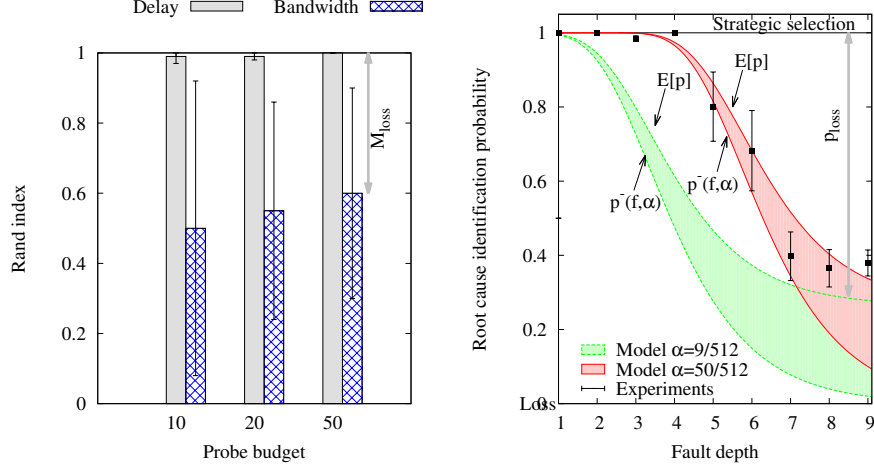 Delay
Bandwidth
1
0.8
0.6
0.4
0.2
0
Rand index
M_loss
10
20
50
Probe budget
1
0.8
0.6
0.4
0.2
0
Root cause identification probability
Strategic selection
E[p]
E[p]
p⁻(f,α)
p⁻(f,α)
p_loss
Model α=9/512
Model α=50/512
Experiments
Loss
1 2 3 4 5 6 7 8 9
Fault depth